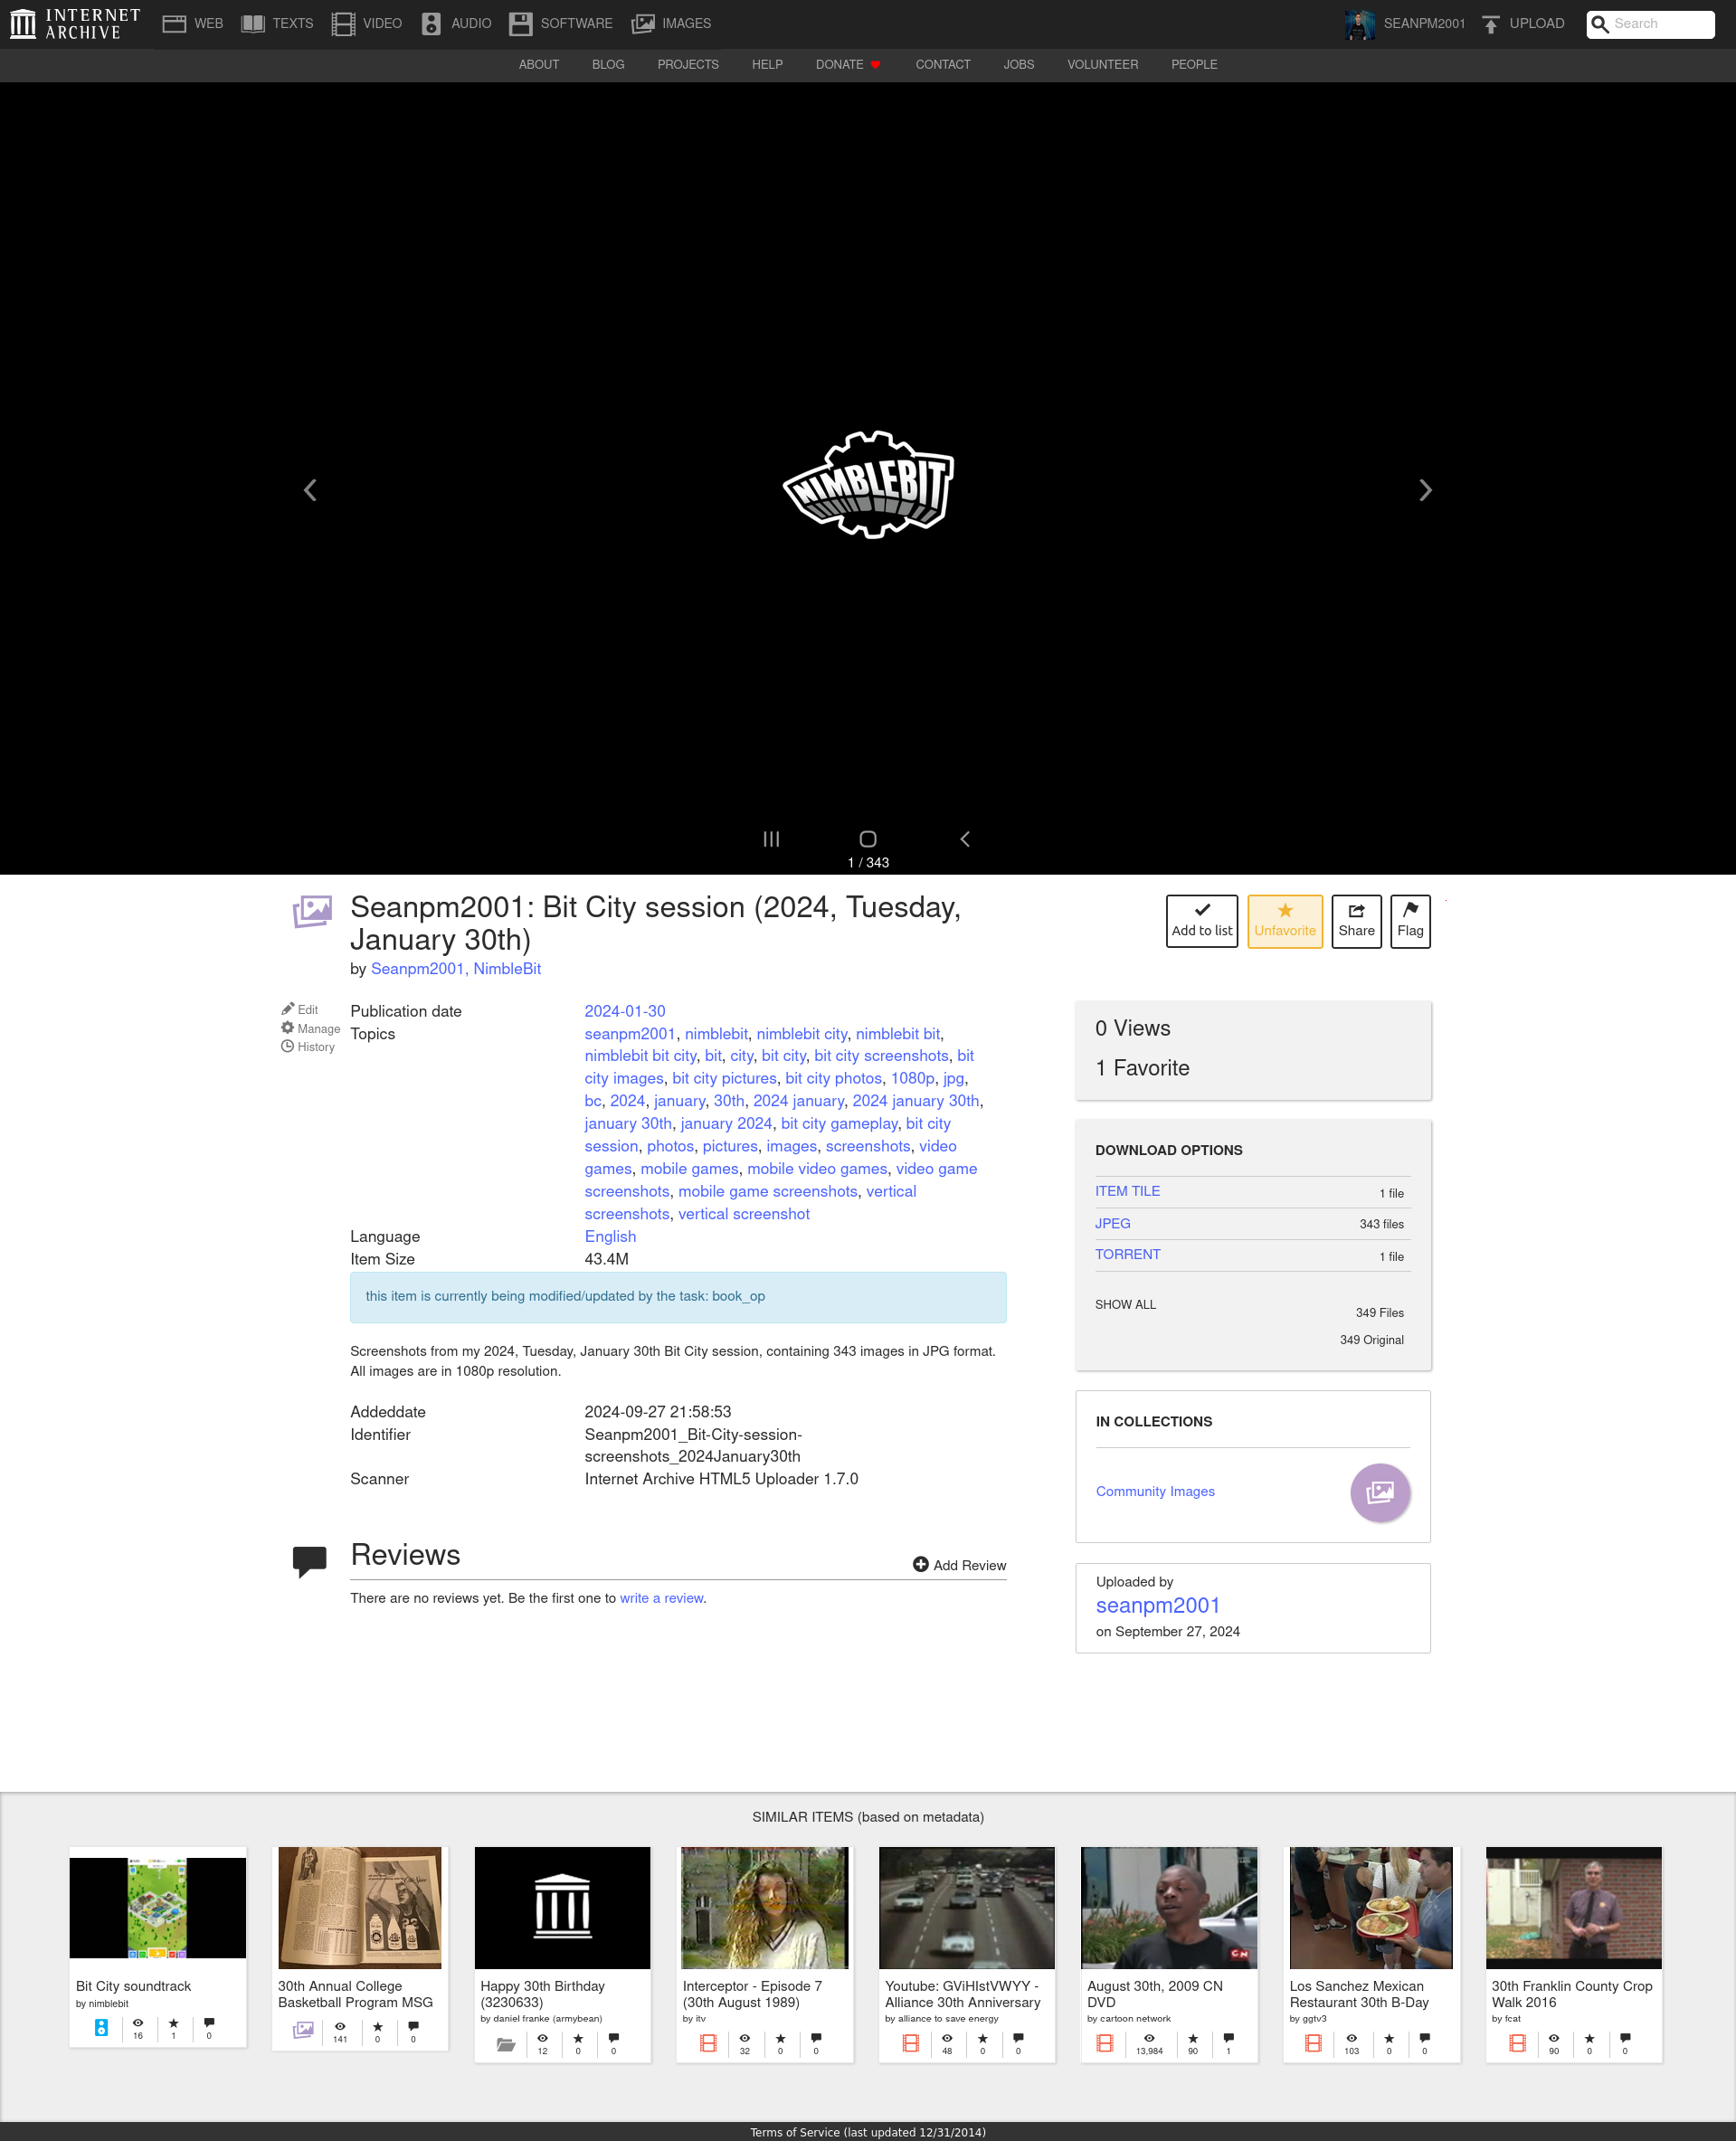 INTERNET
ARCHIVE
WEB TEXTS VIDEO AUDIO SOFTWARE IMAGES SEANPM2001 UPLOAD Search
ABOUT BLOG PROJECTS HELP DONATE CONTACT JOBS VOLUNTEER PEOPLE
NIMBLEBIT
1 / 343
Seanpm2001: Bit City session (2024, Tuesday,
January 30th)
by Seanpm2001, NimbleBit
Add to list Unfavorite Share Flag
Edit
Manage
History
Publication date 2024-01-30
Topics seanpm2001, nimblebit, nimblebit city, nimblebit bit,
nimblebit bit city, bit, city, bit city, bit city screenshots, bit
city images, bit city pictures, bit city photos, 1080p, jpg,
bc, 2024, january, 30th, 2024 january, 2024 january 30th,
january 30th, january 2024, bit city gameplay, bit city
session, photos, pictures, images, screenshots, video
games, mobile games, mobile video games, video game
screenshots, mobile game screenshots, vertical
screenshots, vertical screenshot
Language English
Item Size 43.4M
this item is currently being modified/updated by the task: book_op
Screenshots from my 2024, Tuesday, January 30th Bit City session, containing 343 images in JPG format.
All images are in 1080p resolution.
Addeddate 2024-09-27 21:58:53
Identifier Seanpm2001_Bit-City-session-
screenshots_2024January30th
Scanner Internet Archive HTML5 Uploader 1.7.0
Reviews
Add Review
There are no reviews yet. Be the first one to write a review.
0 Views
1 Favorite
DOWNLOAD OPTIONS
ITEM TILE 1 file
JPEG 343 files
TORRENT 1 file
SHOW ALL 349 Files
349 Original
IN COLLECTIONS
Community Images
Uploaded by
seanpm2001
on September 27, 2024
SIMILAR ITEMS (based on metadata)
Bit City soundtrack
by nimblebit
16 1 0
30th Annual College
Basketball Program MSG
141 0 0
Happy 30th Birthday
(3230633)
by daniel franke (armybean)
12 0 0
Interceptor - Episode 7
(30th August 1989)
by itv
32 0 0
Youtube: GViHIstVWYY -
Alliance 30th Anniversary
by alliance to save energy
48 0 0
CN
August 30th, 2009 CN
DVD
by cartoon network
13,984 90 1
Los Sanchez Mexican
Restaurant 30th B-Day
by ggtv3
103 0 0
30th Franklin County Crop
Walk 2016
by fcat
90 0 0
Terms of Service (last updated 12/31/2014)